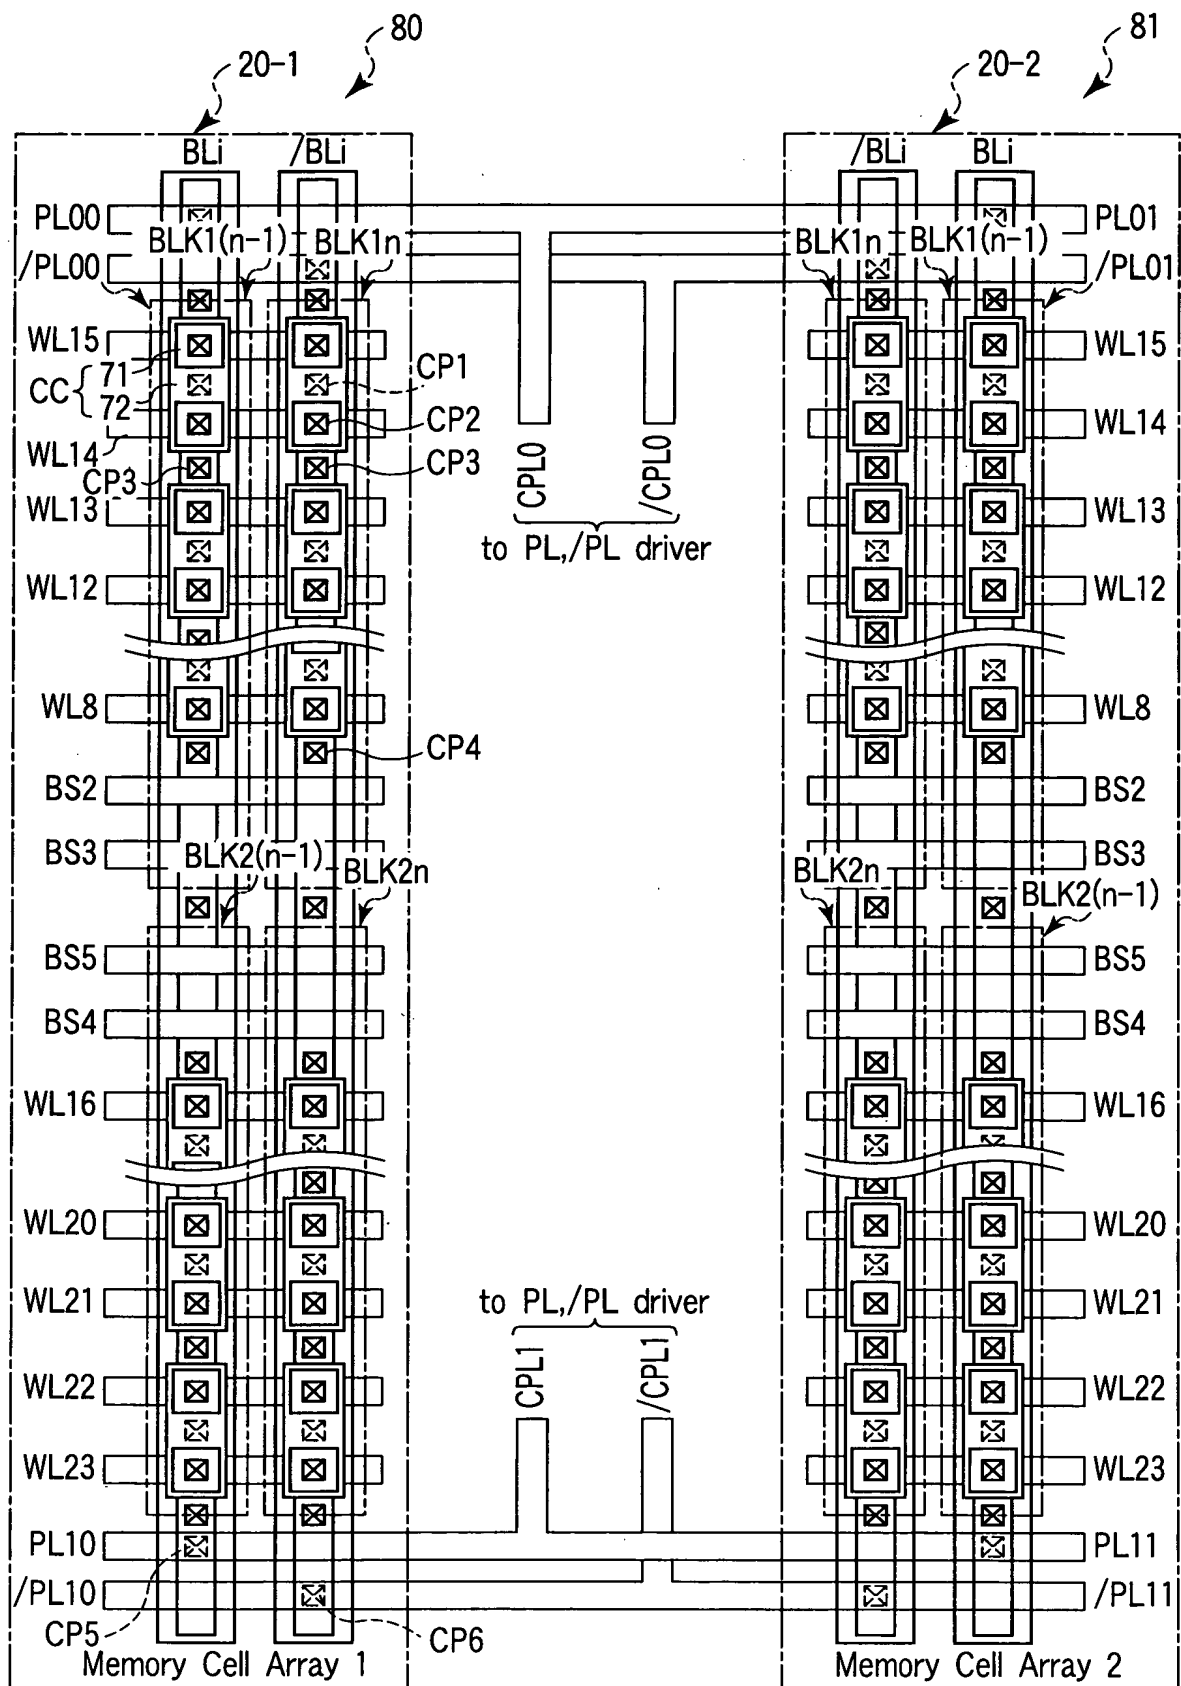 80
81
20-1
20-2
BLi
/BLi
/BLi
BLi
PL00
PL01
BLK1(n-1)
BLK1n
BLK1n
BLK1(n-1)
/PL00
/PL01
WL15
WL15
71
CC {
72
CP1
CP2
WL14
WL14
CP3
CP3
CPL0
/CPL0
WL13
WL13
to PL,/PL driver
WL12
WL12
WL8
WL8
CP4
BS2
BS2
BS3
BS3
BLK2(n-1)
BLK2n
BLK2n
BLK2(n-1)
BS5
BS5
BS4
BS4
WL16
WL16
WL20
WL20
WL21
to PL,/PL driver
WL21
CPL1
/CPL1
WL22
WL22
WL23
WL23
PL10
PL11
/PL10
/PL11
CP5
CP6
Memory Cell Array 1
Memory Cell Array 2